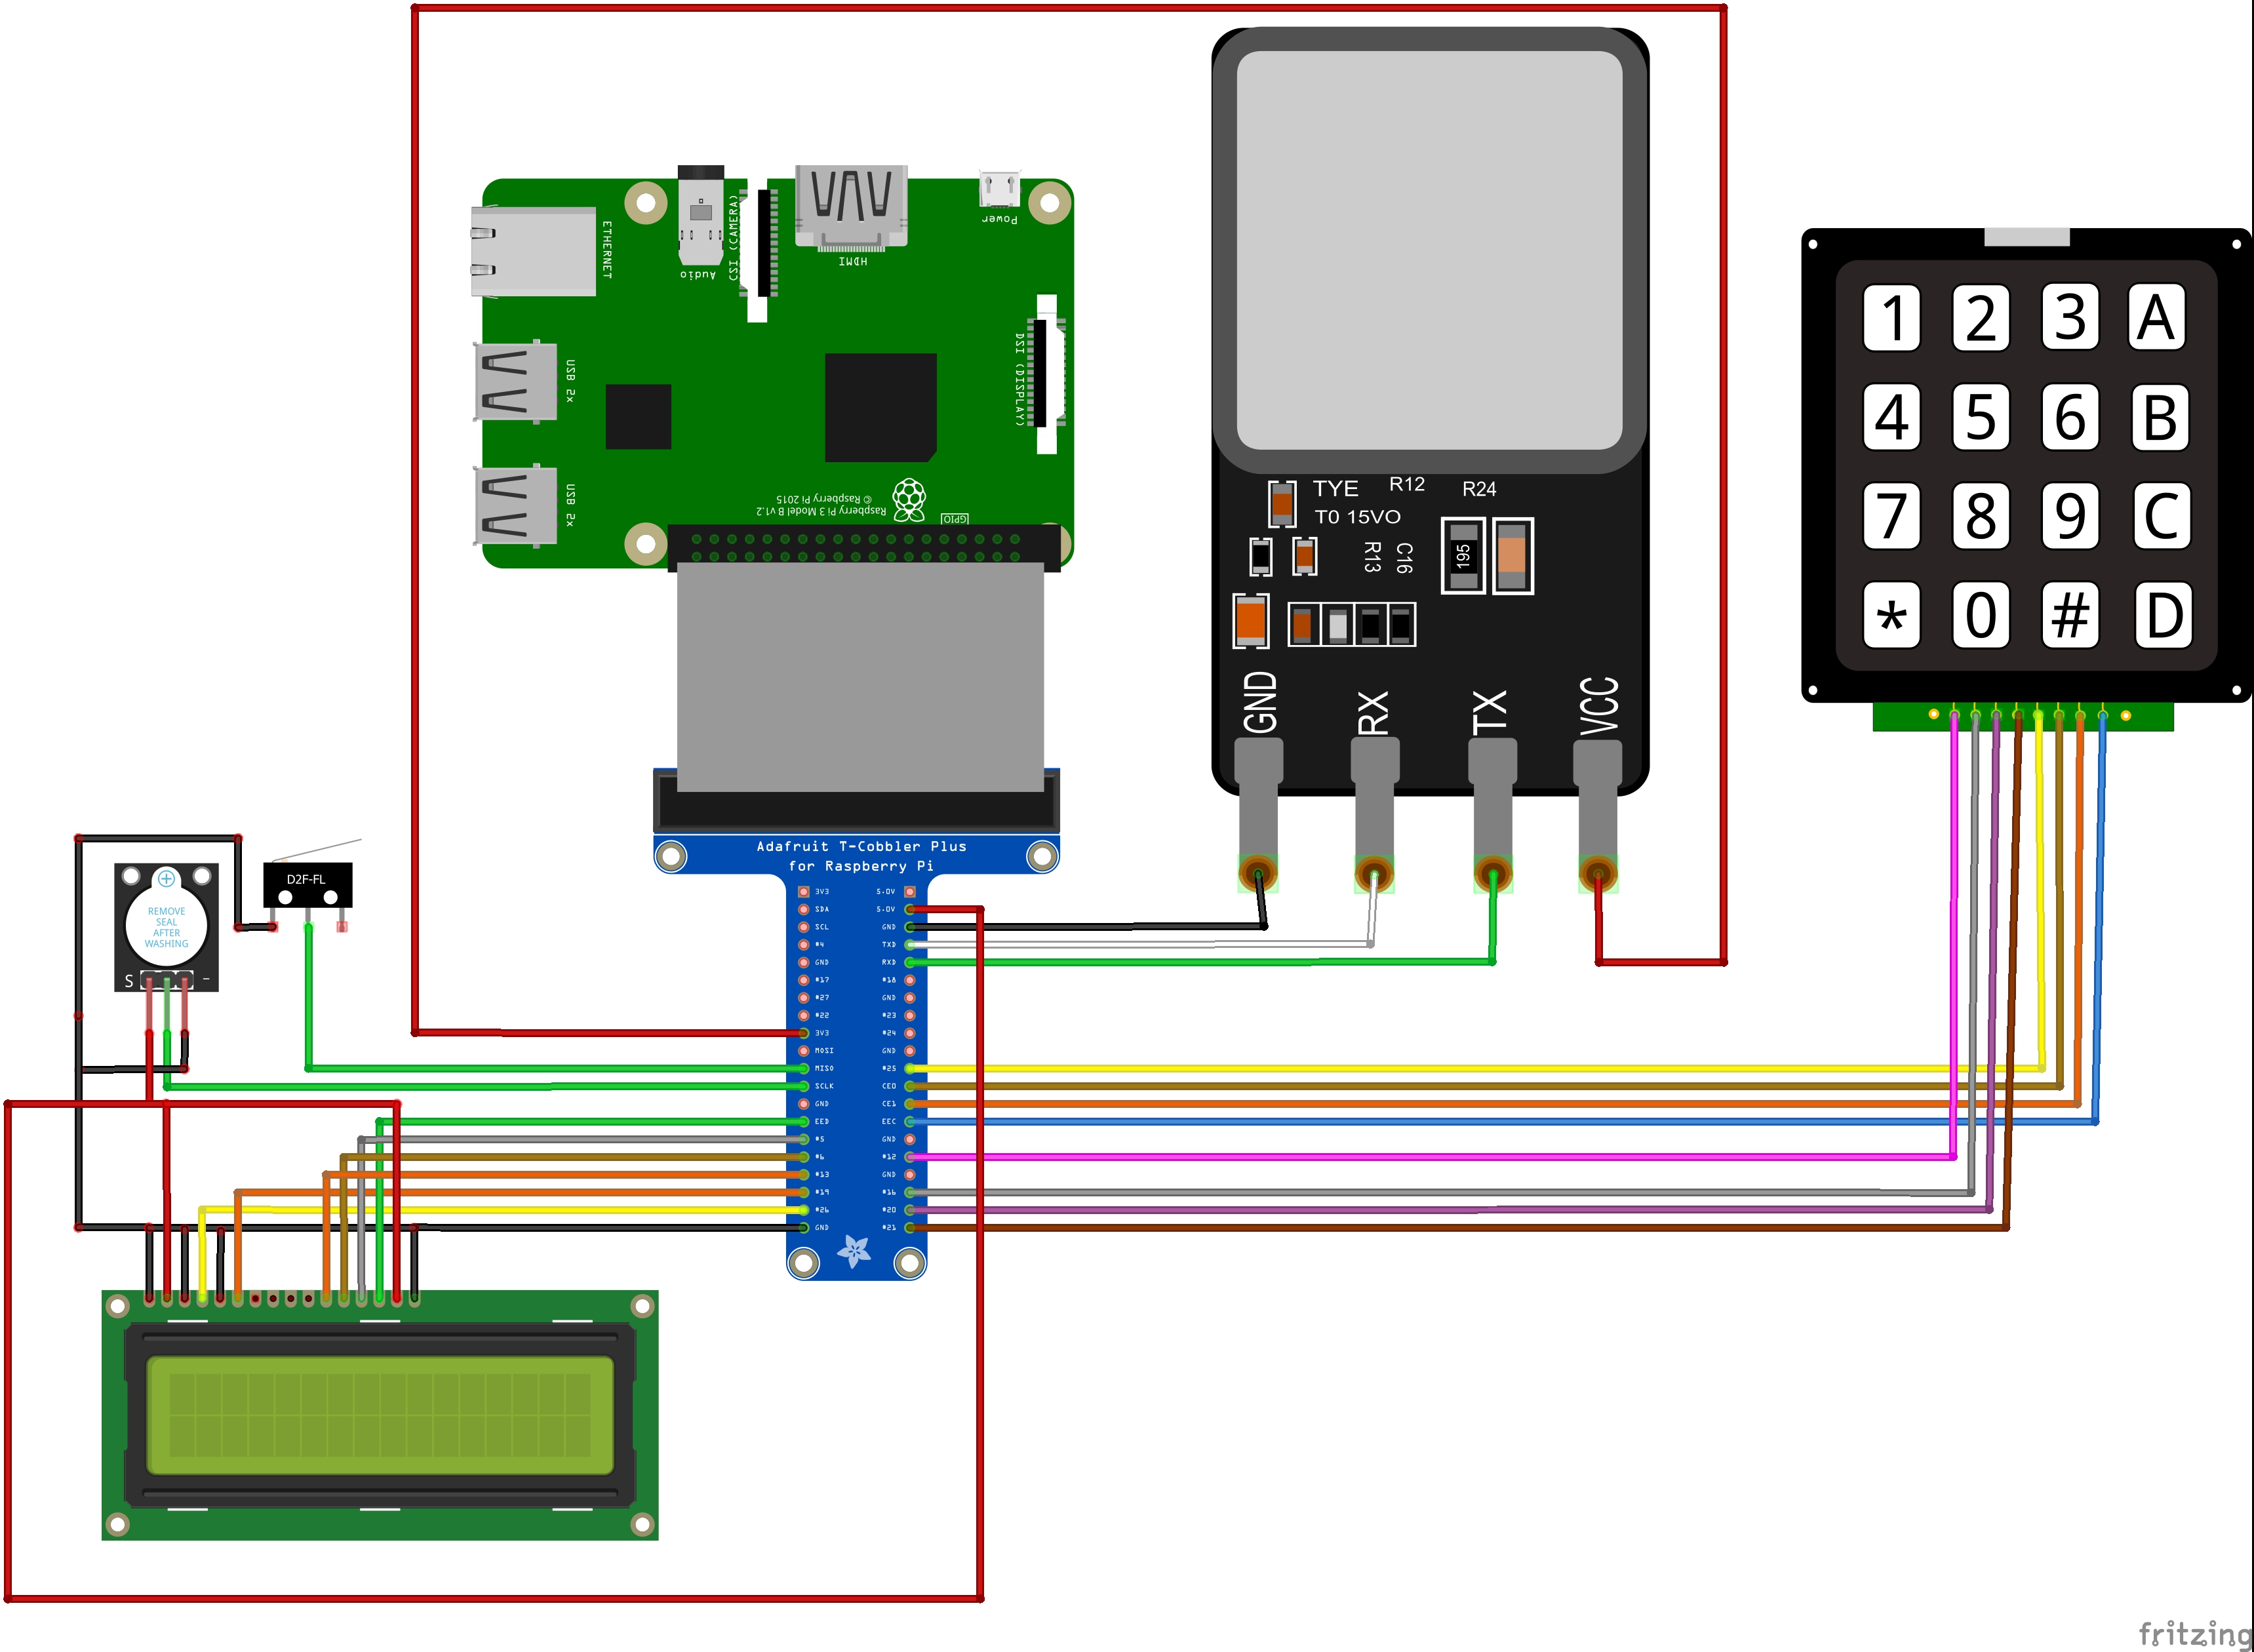 ETHERNET
Audio
CSI (CAMERA)
HDMI
Power
USB 2x
DSI (DISPLAY)
USB 2x
© Raspberry Pi 2015
Raspberry Pi 3 Model B v1.2
GPIO
TYE
R12
R24
T0 15VO
R13
C16
195
GND
RX
TX
VCC
1 2 3 A
4 5 6 B
7 8 9 C
* 0 # D
Adafruit T-Cobbler Plus
for Raspberry Pi
3V3 5.0V
SDA 5.0V
SCL GND
#4 TXD
GND RXD
#17 #18
#27 GND
#22 #23
3V3 #24
MOSI GND
MISO #25
SCLK CE0
GND CE1
EED EEC
#5 GND
#6 #12
#13 GND
#19 #16
#26 #20
GND #21
D2F-FL
REMOVE
SEAL
AFTER
WASHING
S -
fritzing